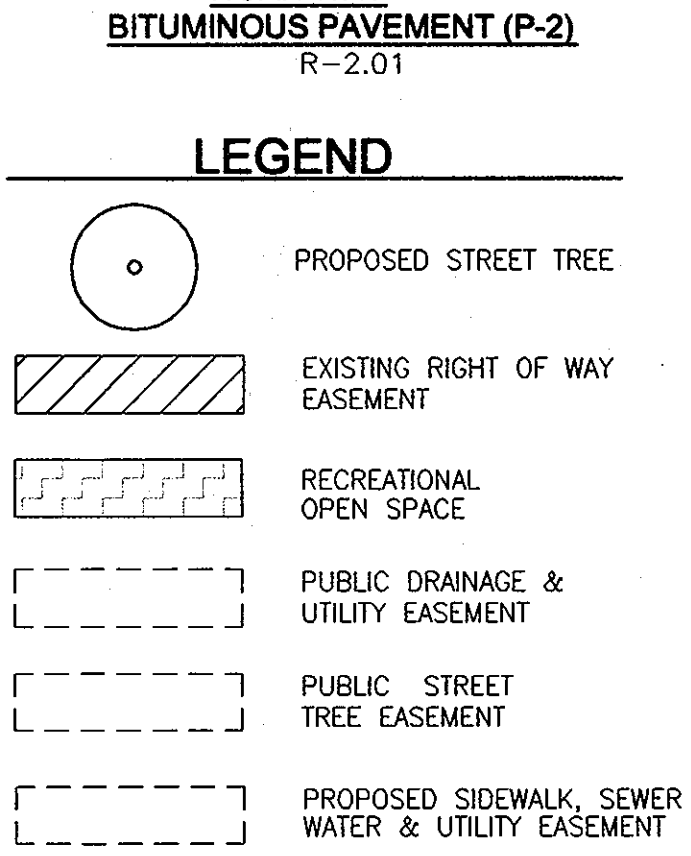 BITUMINOUS PAVEMENT (P-2)
R-2.01
LEGEND
PROPOSED STREET TREE
EXISTING RIGHT OF WAY
EASEMENT
RECREATIONAL
OPEN SPACE
PUBLIC DRAINAGE &
UTILITY EASEMENT
PUBLIC STREET
TREE EASEMENT
PROPOSED SIDEWALK, SEWER
WATER & UTILITY EASEMENT